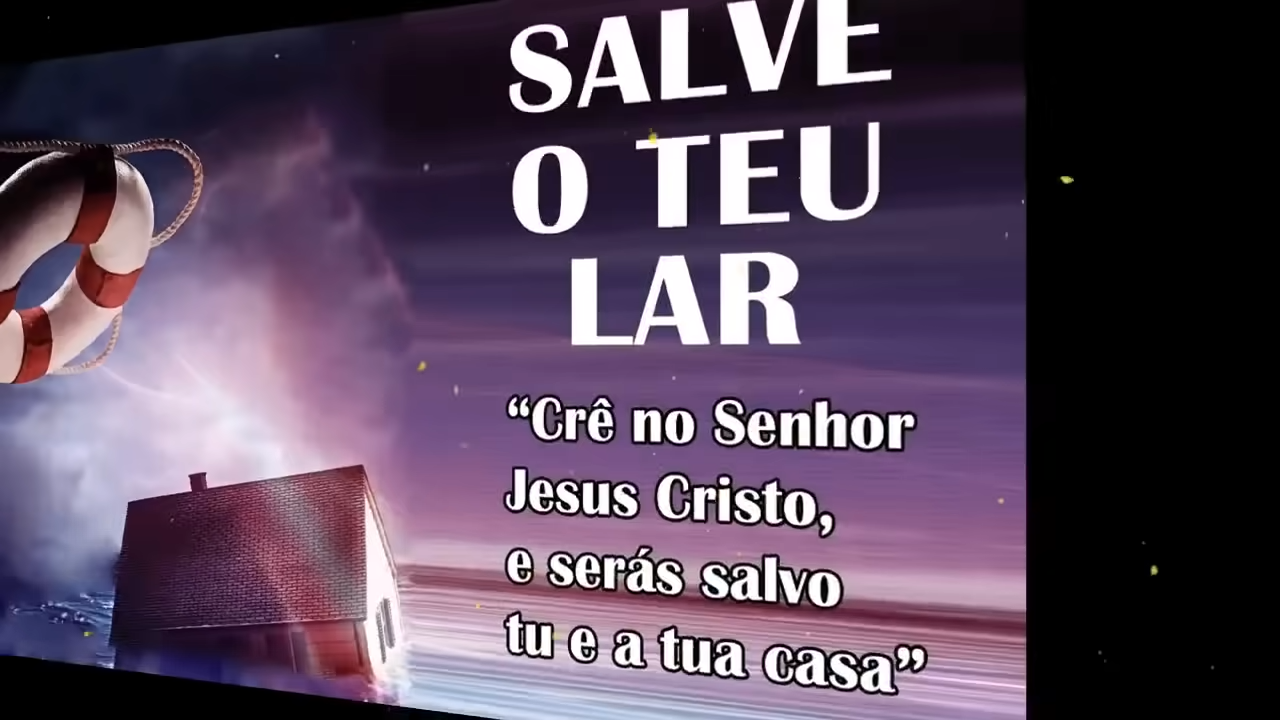 SALVE
O TEU
LAR
“Crê no Senhor
Jesus Cristo,
e serás salvo
tu e a tua casa”